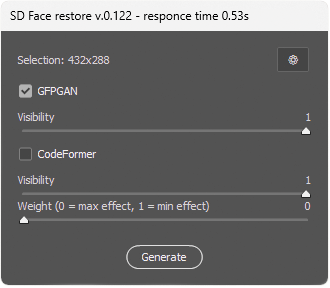 SD Face restore v.0.122 - responce time 0.53s
Selection: 432x288
GFPGAN
Visibility 1
CodeFormer
Visibility 1
Weight (0 = max effect, 1 = min effect) 0
Generate